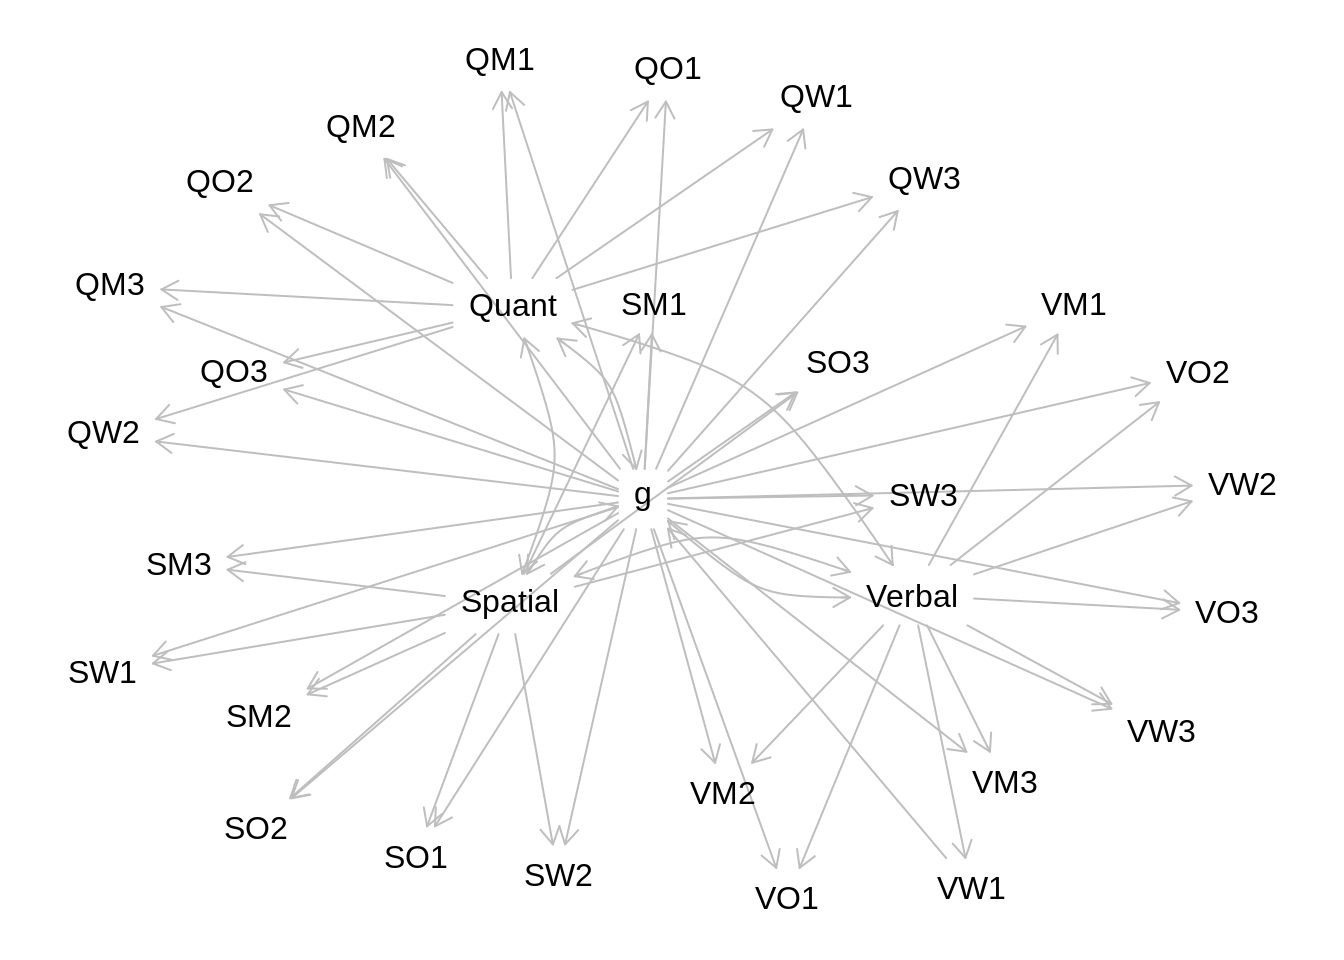 QM1
QO1
QW1
QM2
QO2
QW3
QM3
Quant
SM1
VM1
SO3
QO3
VO2
QW2
g
SW3
VW2
SM3
Spatial
Verbal
VO3
SW1
SM2
VW3
VM3
VM2
SO2
SO1
SW2
VW1
VO1